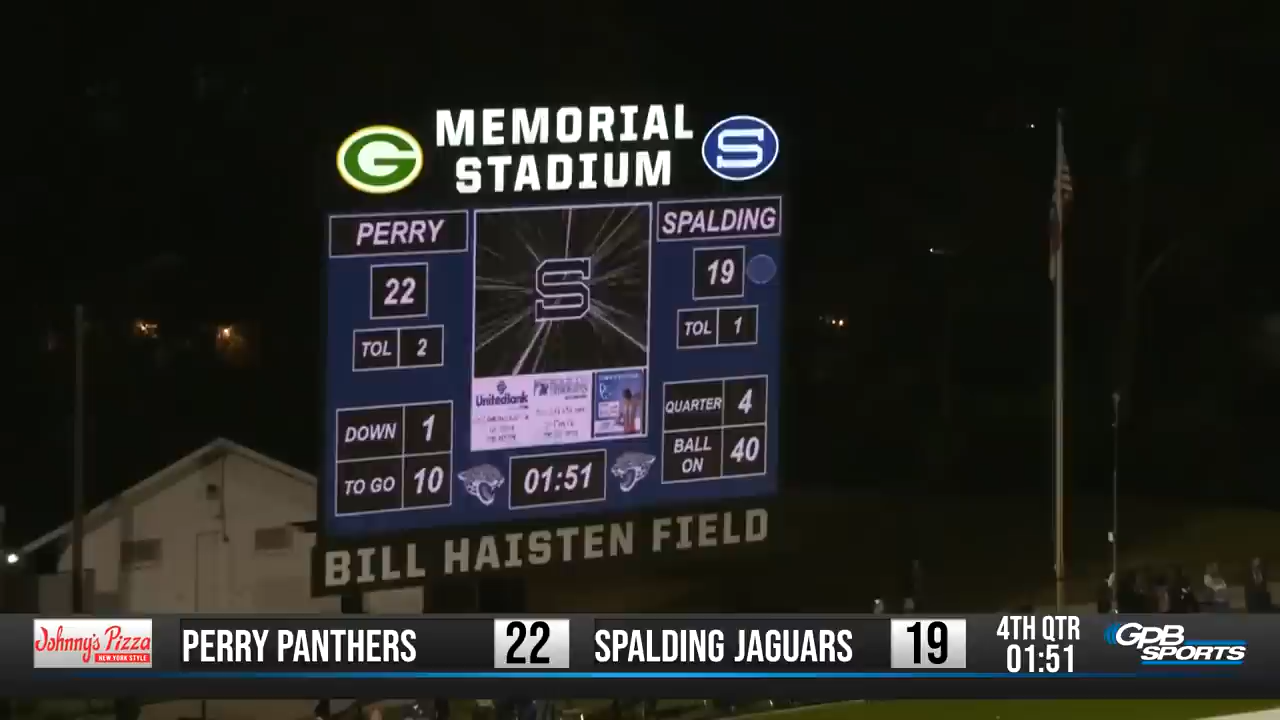 MEMORIAL
STADIUM
G
S
PERRY
SPALDING
22
19
TOL 2
TOL 1
S
UnitedBank
DOWN 1
QUARTER 4
TO GO 10
BALL ON 40
01:51
BILL HAISTEN FIELD
Johnny's Pizza
NEW YORK STYLE
PERRY PANTHERS 22 SPALDING JAGUARS 19
4TH QTR
01:51
GPB
SPORTS